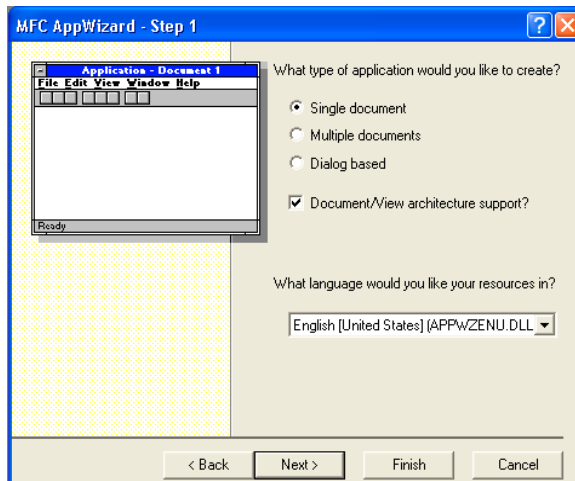 MFC AppWizard - Step 1
Application - Document 1
File Edit View Window Help
Ready
What type of application would you like to create?
Single document
Multiple documents
Dialog based
Document/View architecture support?
What language would you like your resources in?
English [United States] (APPWZENU.DLL
< Back Next > Finish Cancel